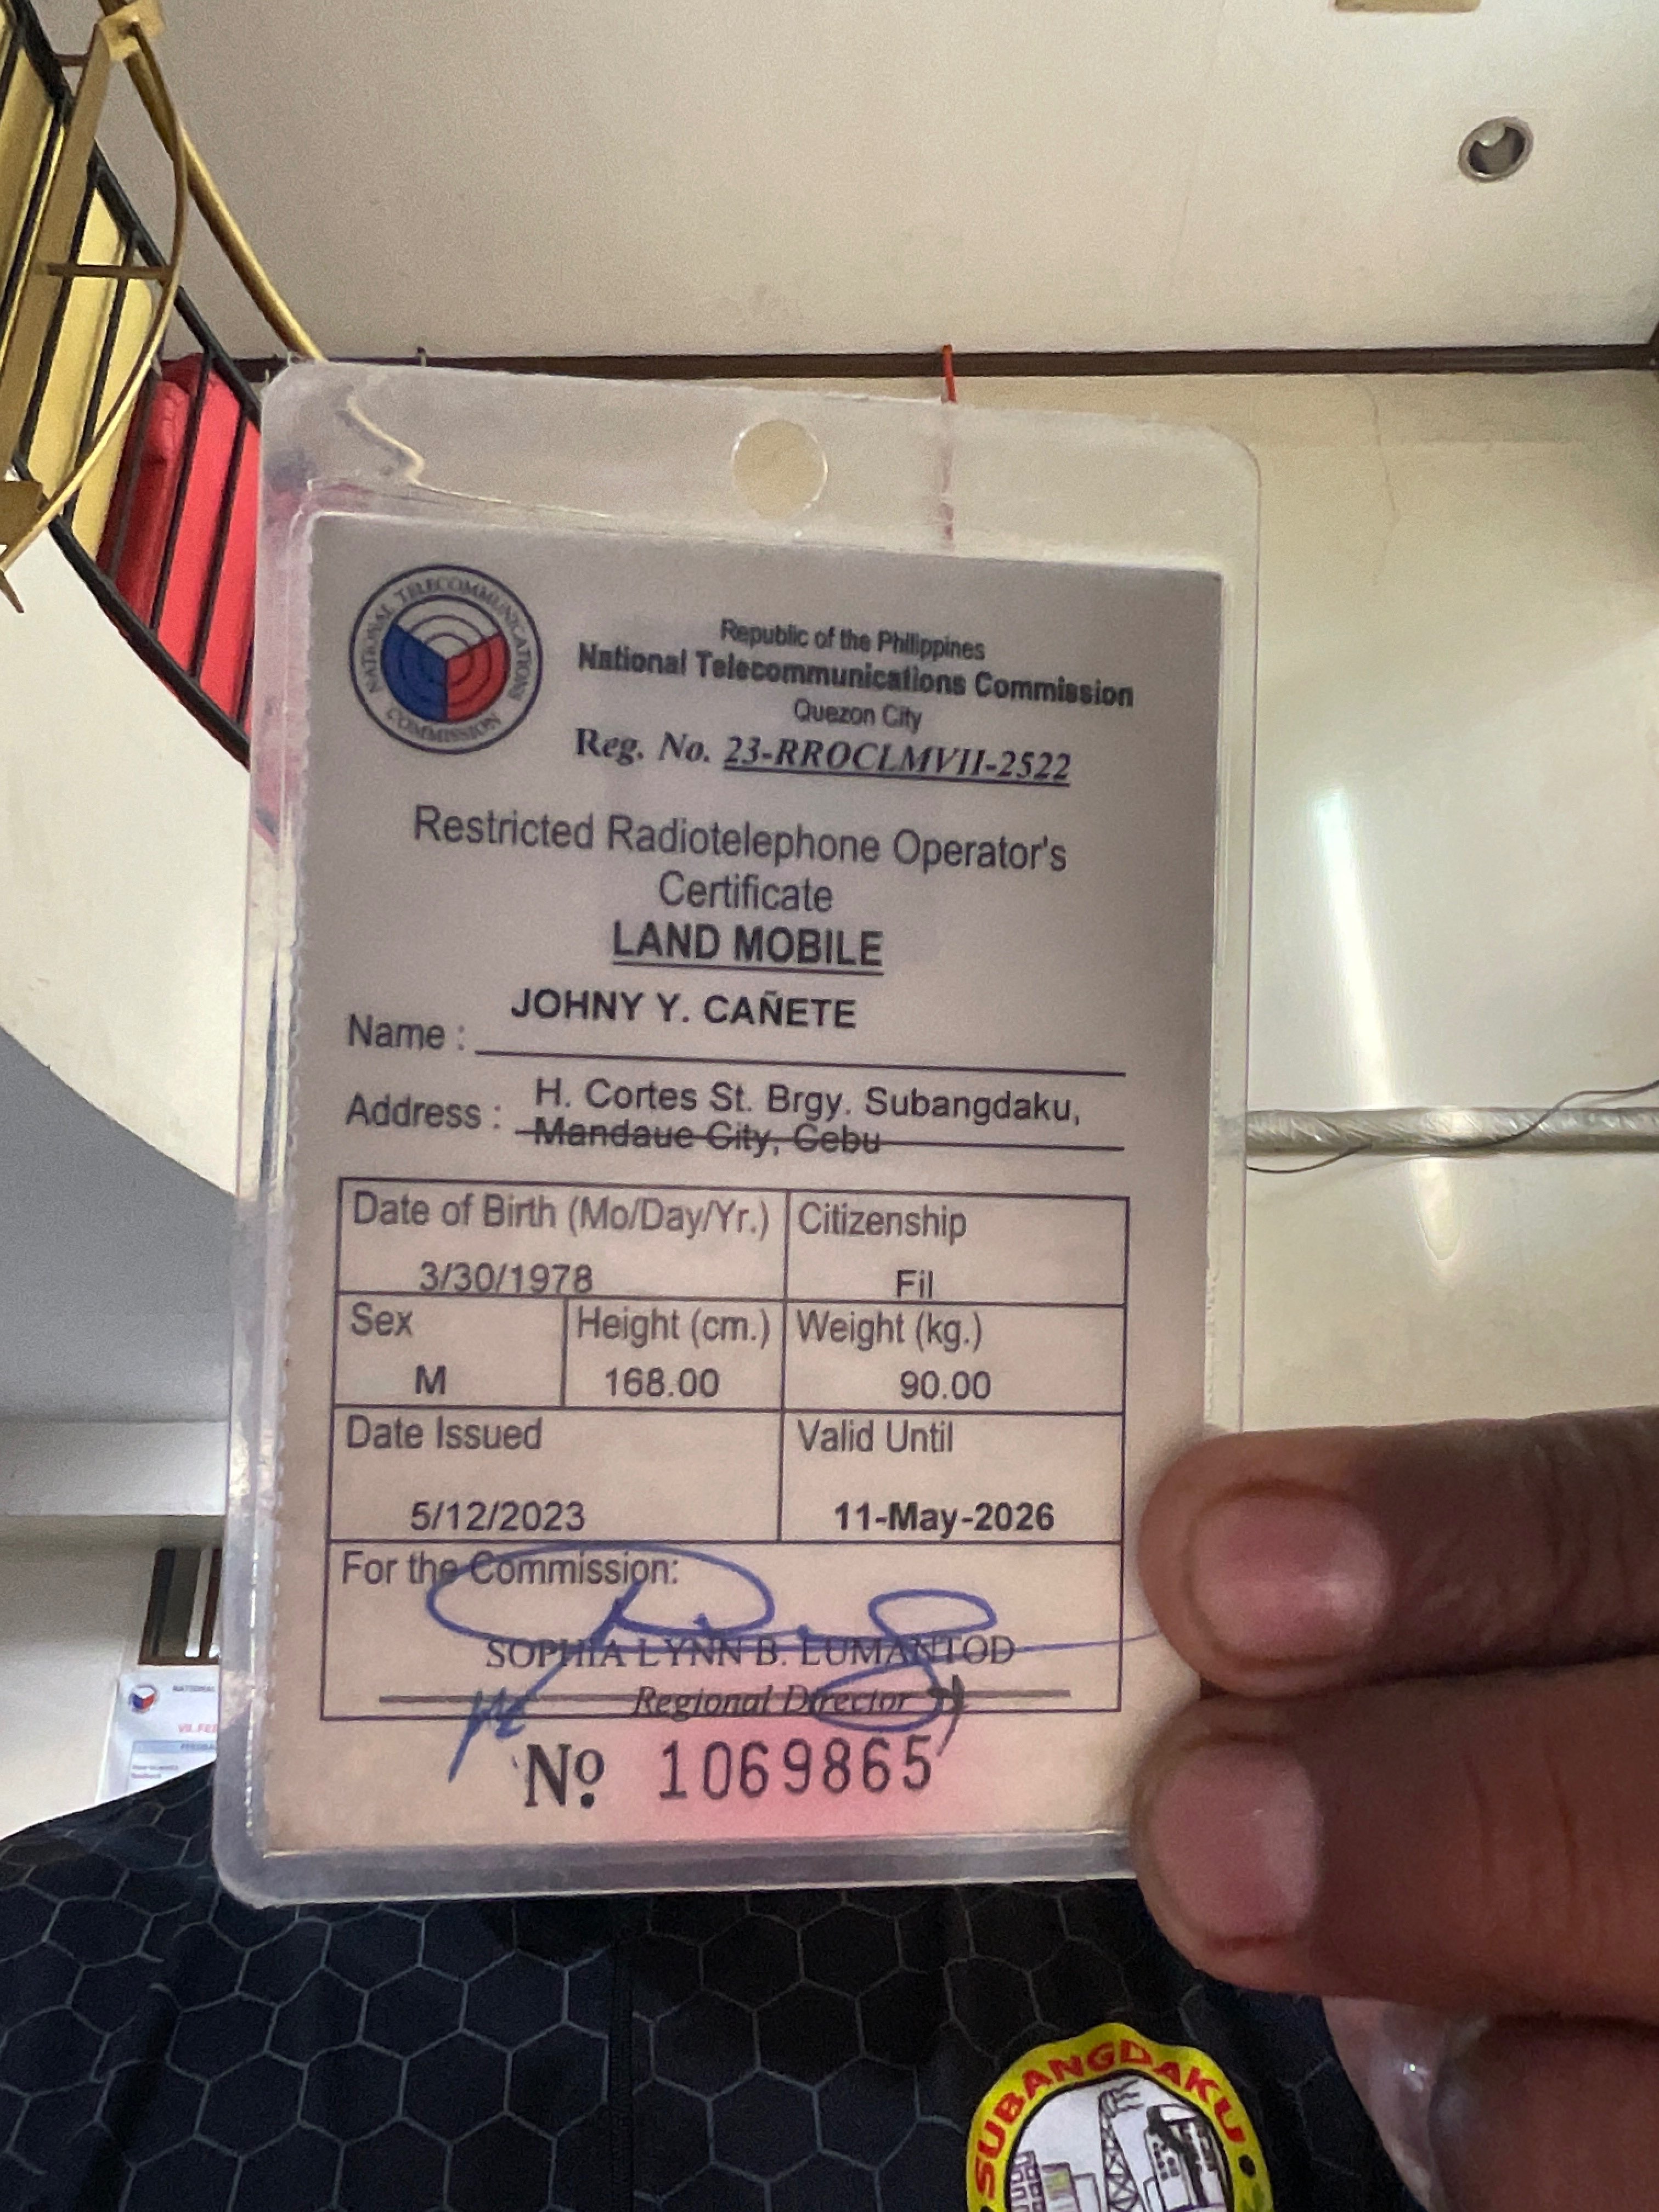 NATIONAL TELECOMMUNICATIONS COMMISSION
Republic of the Philippines
National Telecommunications Commission
Quezon City
Reg. No. 23-RROCLMVII-2522
Restricted Radiotelephone Operator's
Certificate
LAND MOBILE
Name : JOHNY Y. CAÑETE
Address : H. Cortes St. Brgy. Subangdaku,
Mandaue City, Cebu
Date of Birth (Mo/Day/Yr.) Citizenship
3/30/1978 Fil
Sex Height (cm.) Weight (kg.)
M 168.00 90.00
Date Issued Valid Until
5/12/2023 11-May-2026
For the Commission:
SOPHIA LYNN B. LUMANTOD
Regional Director
Nº. 1069865
NATIONAL
SUBANGDAKU